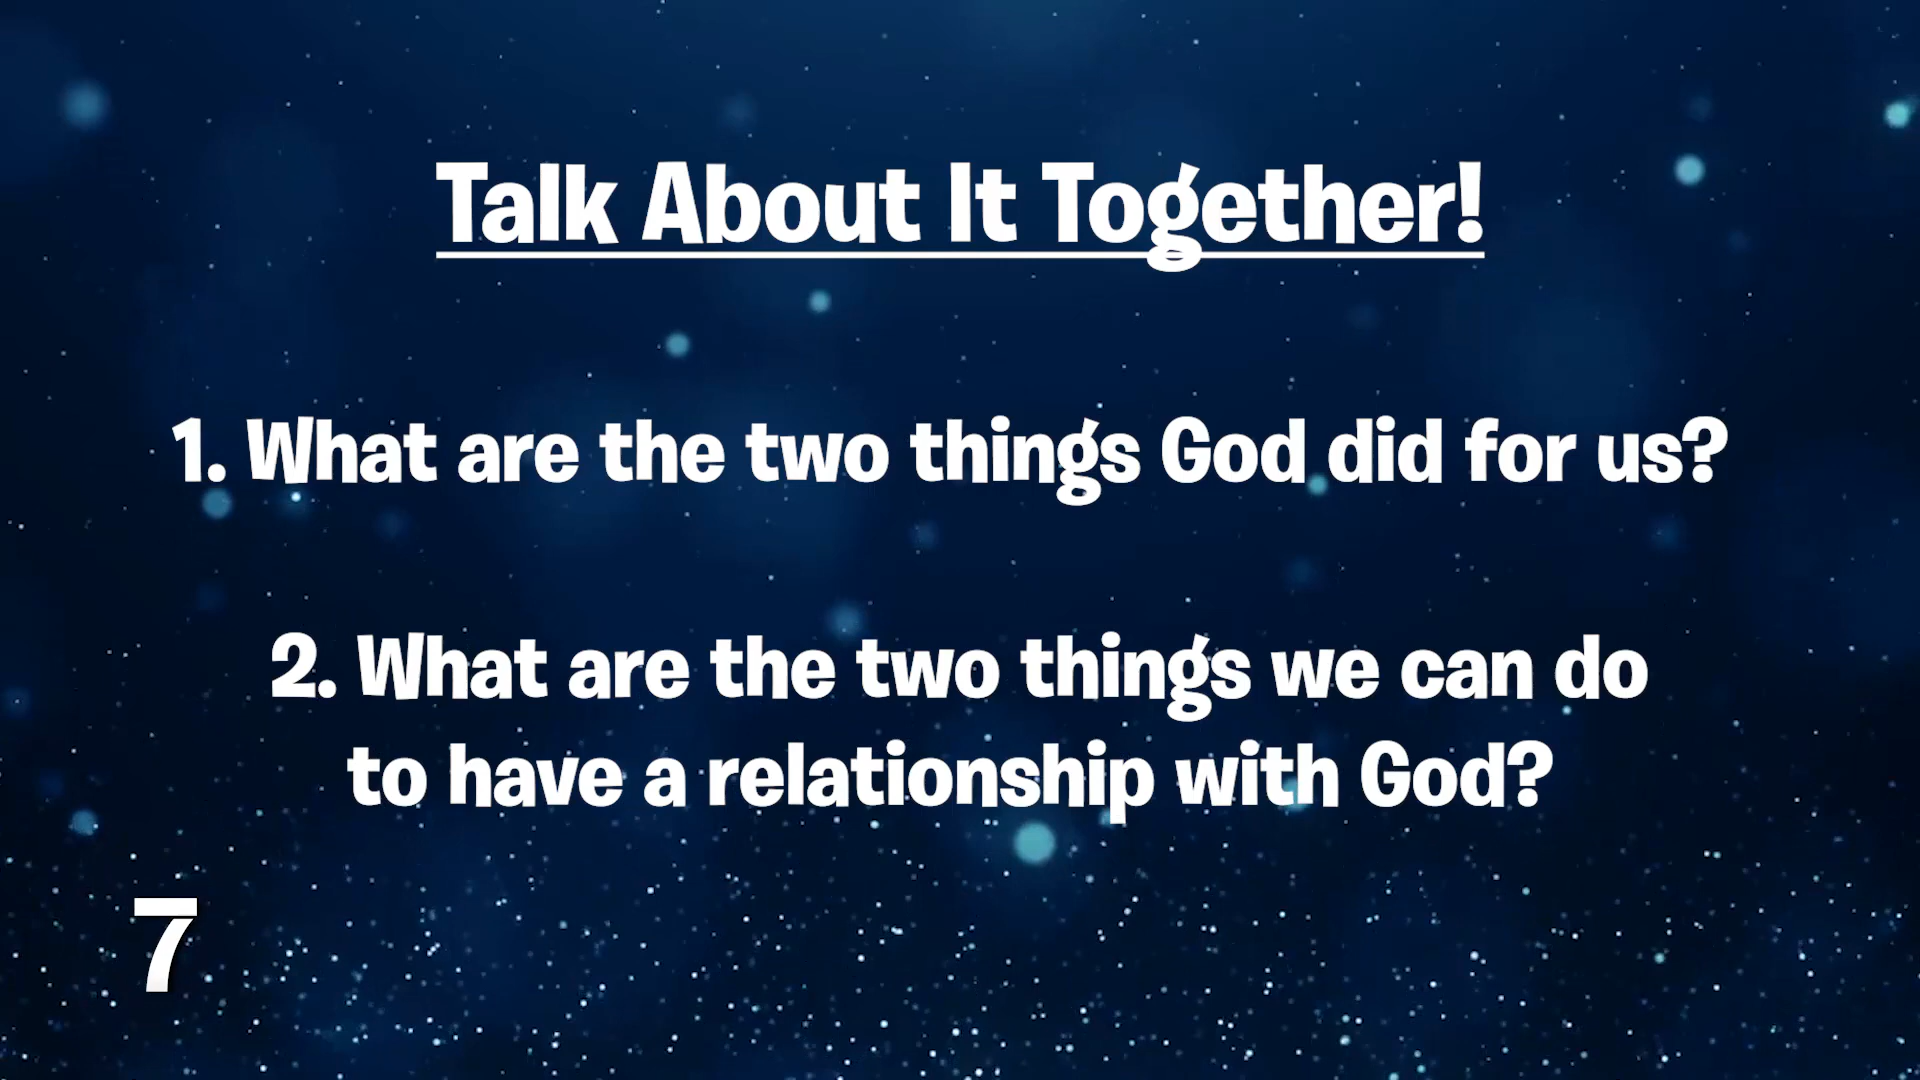 Talk About It Together!
1. What are the two things God did for us?
2. What are the two things we can do
to have a relationship with God?
7